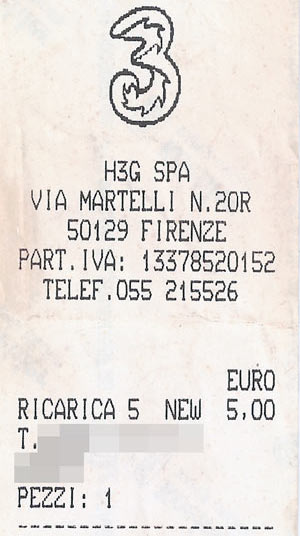 3
H3G SPA
VIA MARTELLI N.20R
50129 FIRENZE
PART.IVA: 13378520152
TELEF.055 215526
EURO
RICARICA 5 NEW 5,00
T.
PEZZI: 1